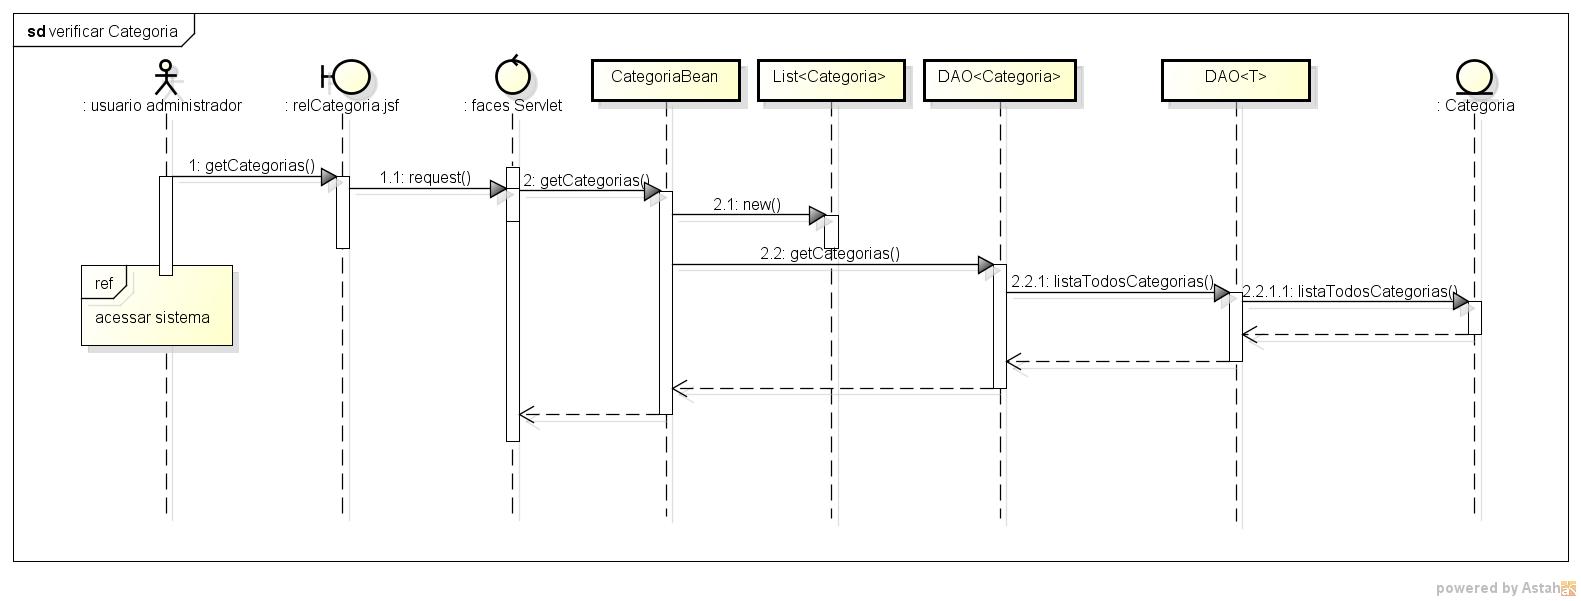 sd verificar Categoria
: usuario administrador
: relCategoria.jsf
: faces Servlet
CategoriaBean
List<Categoria>
DAO<Categoria>
DAO<T>
: Categoria
1: getCategorias()
1.1: request()
2: getCategorias()
2.1: new()
2.2: getCategorias()
2.2.1: listaTodosCategorias()
2.2.1.1: listaTodosCategorias()
ref
acessar sistema
powered by Astah